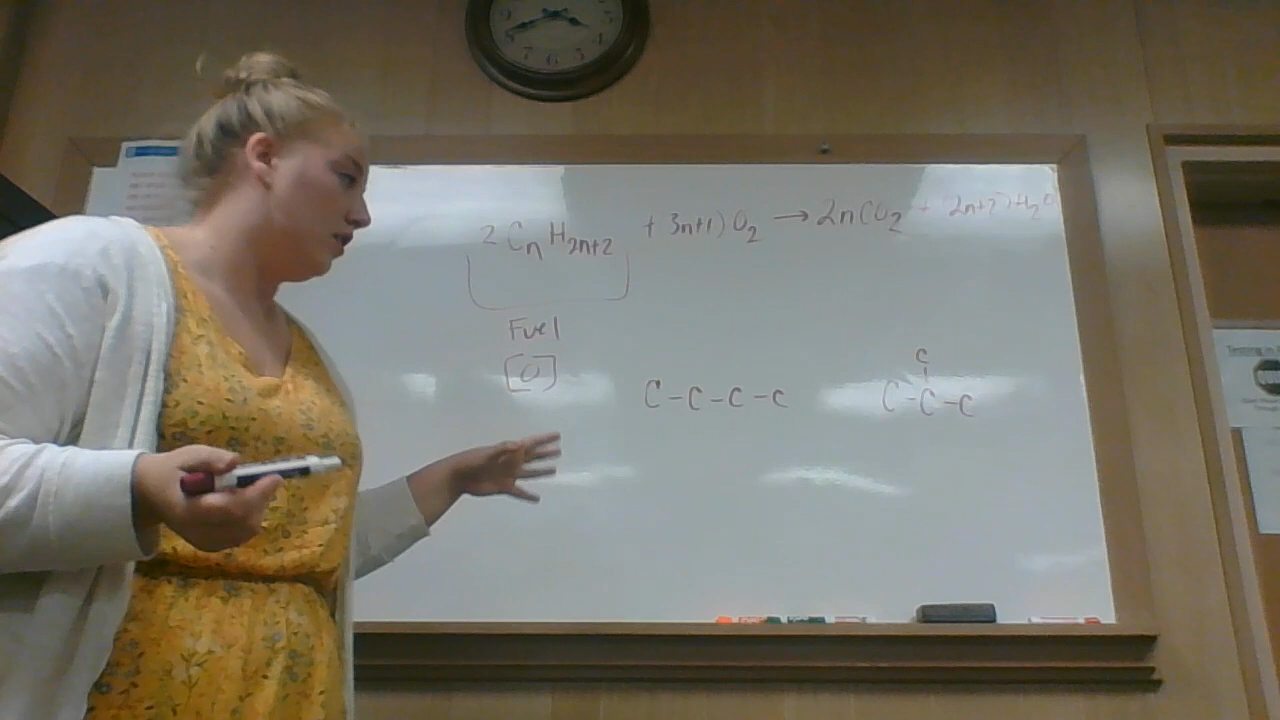 2 CnH2n+2 + 3n+1) O2 → 2nCO2 + 2n+2) H2O
Fuel
[O]
C
C-C-C-C C-C-C